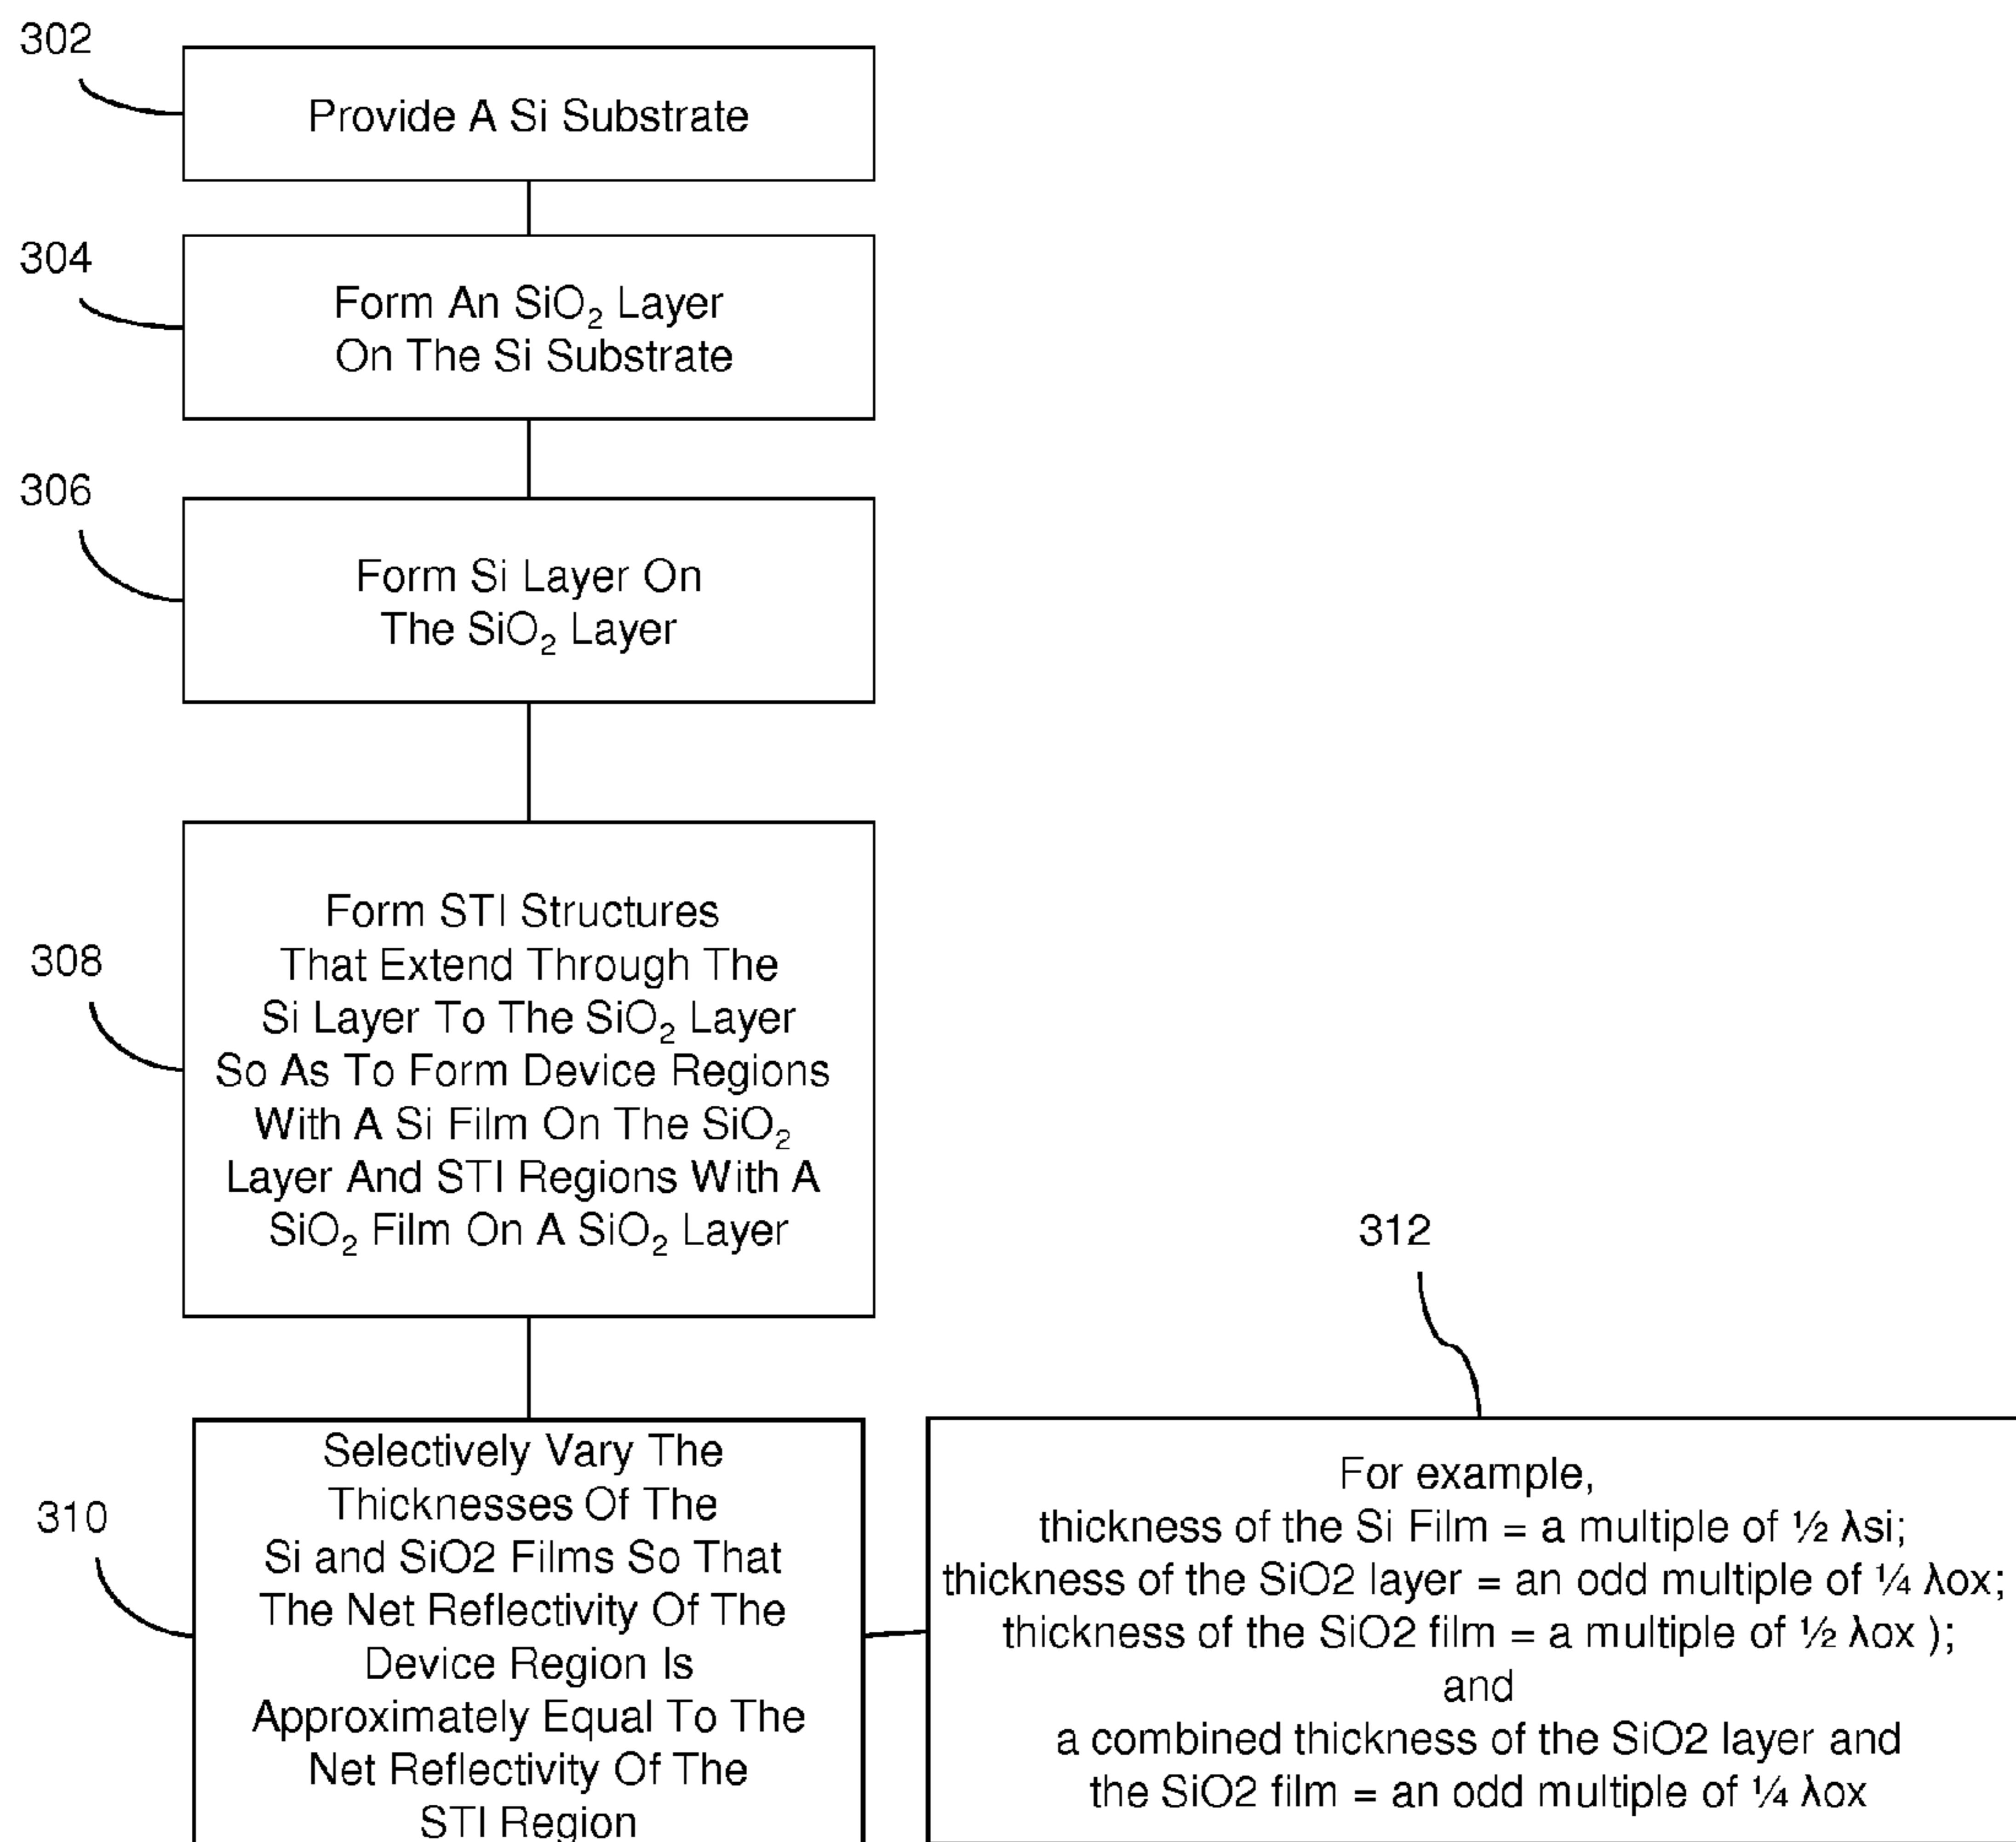 302
Provide A Si Substrate
304
Form An SiO₂ Layer
On The Si Substrate
306
Form Si Layer On
The SiO₂ Layer
308
Form STI Structures
That Extend Through The
Si Layer To The SiO₂ Layer
So As To Form Device Regions
With A Si Film On The SiO₂
Layer And STI Regions With A
SiO₂ Film On A SiO₂ Layer
310
Selectively Vary The
Thicknesses Of The
Si and SiO2 Films So That
The Net Reflectivity Of The
Device Region Is
Approximately Equal To The
Net Reflectivity Of The
STI Region
312
For example,
thickness of the Si Film = a multiple of ½ λsi;
thickness of the SiO2 layer = an odd multiple of ¼ λox;
thickness of the SiO2 film = a multiple of ½ λox );
and
a combined thickness of the SiO2 layer and
the SiO2 film = an odd multiple of ¼ λox